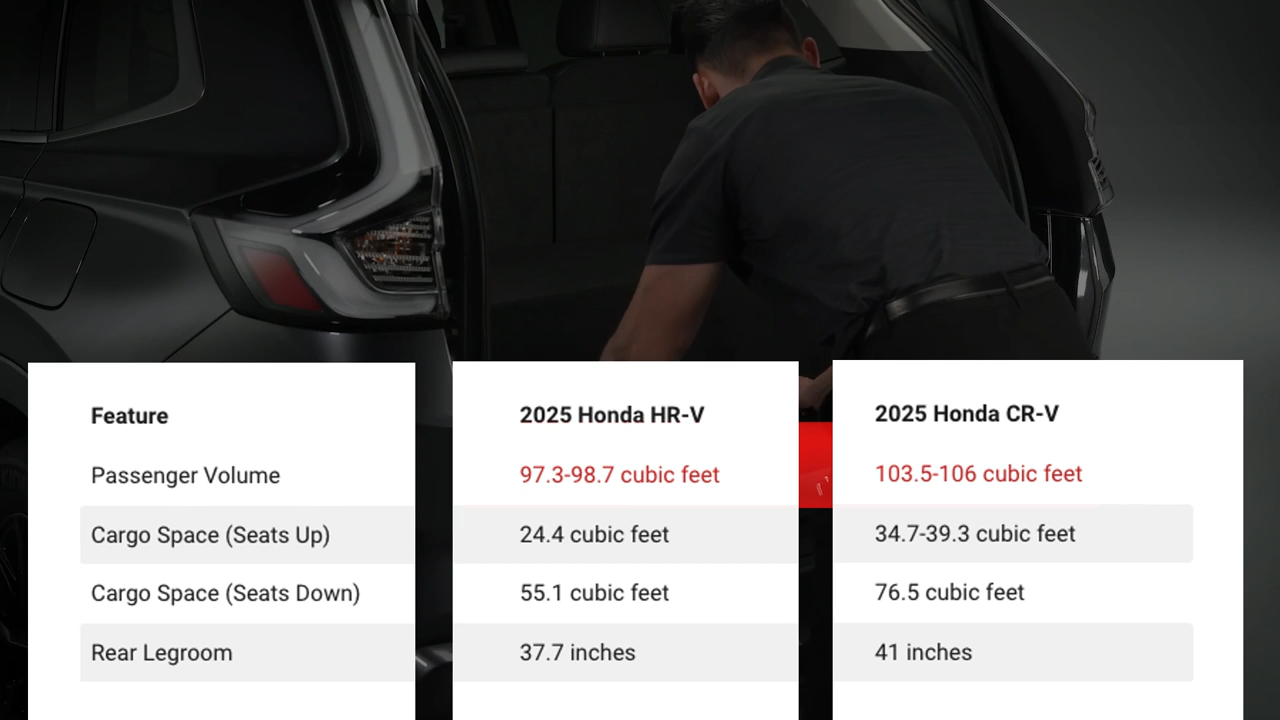 Feature 2025 Honda HR-V 2025 Honda CR-V
Passenger Volume 97.3-98.7 cubic feet 103.5-106 cubic feet
Cargo Space (Seats Up) 24.4 cubic feet 34.7-39.3 cubic feet
Cargo Space (Seats Down) 55.1 cubic feet 76.5 cubic feet
Rear Legroom 37.7 inches 41 inches